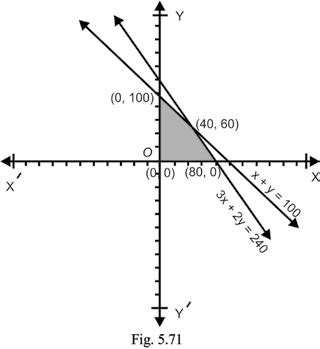 Y
(0, 100)
(40, 60)
O
(0, 0) (80, 0)
X′ X
x + y = 100
3x + 2y = 240
Y′
Fig. 5.71